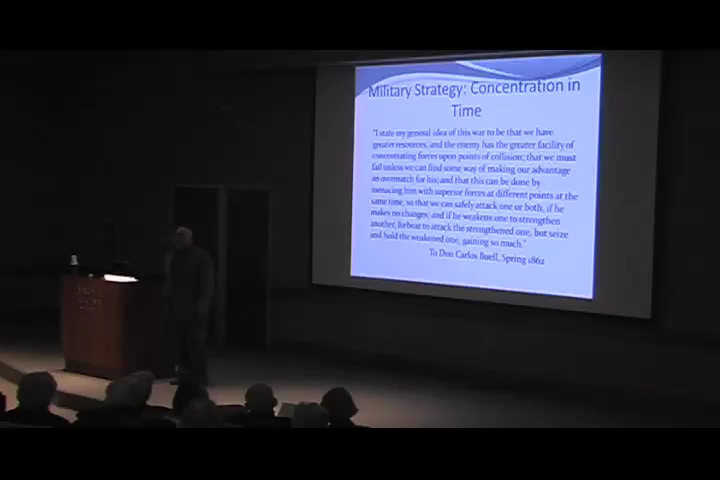 Military Strategy: Concentration in
Time
"I state my general idea of this war to be that we have
greater resources, and the enemy has the greater facility of
concentrating forces upon points of collision; that we must
fail unless we can find some way of making our advantage
an overmatch for his; and that this can be done by
menacing him with superior forces at different points at the
same time, so that we can safely attack one or both, if he
makes no changes; and if he weakens one to strengthen
another, forbear to attack the strengthened one, but seize
and hold the weakened one, gaining so much."
To Don Carlos Buell, Spring 1862